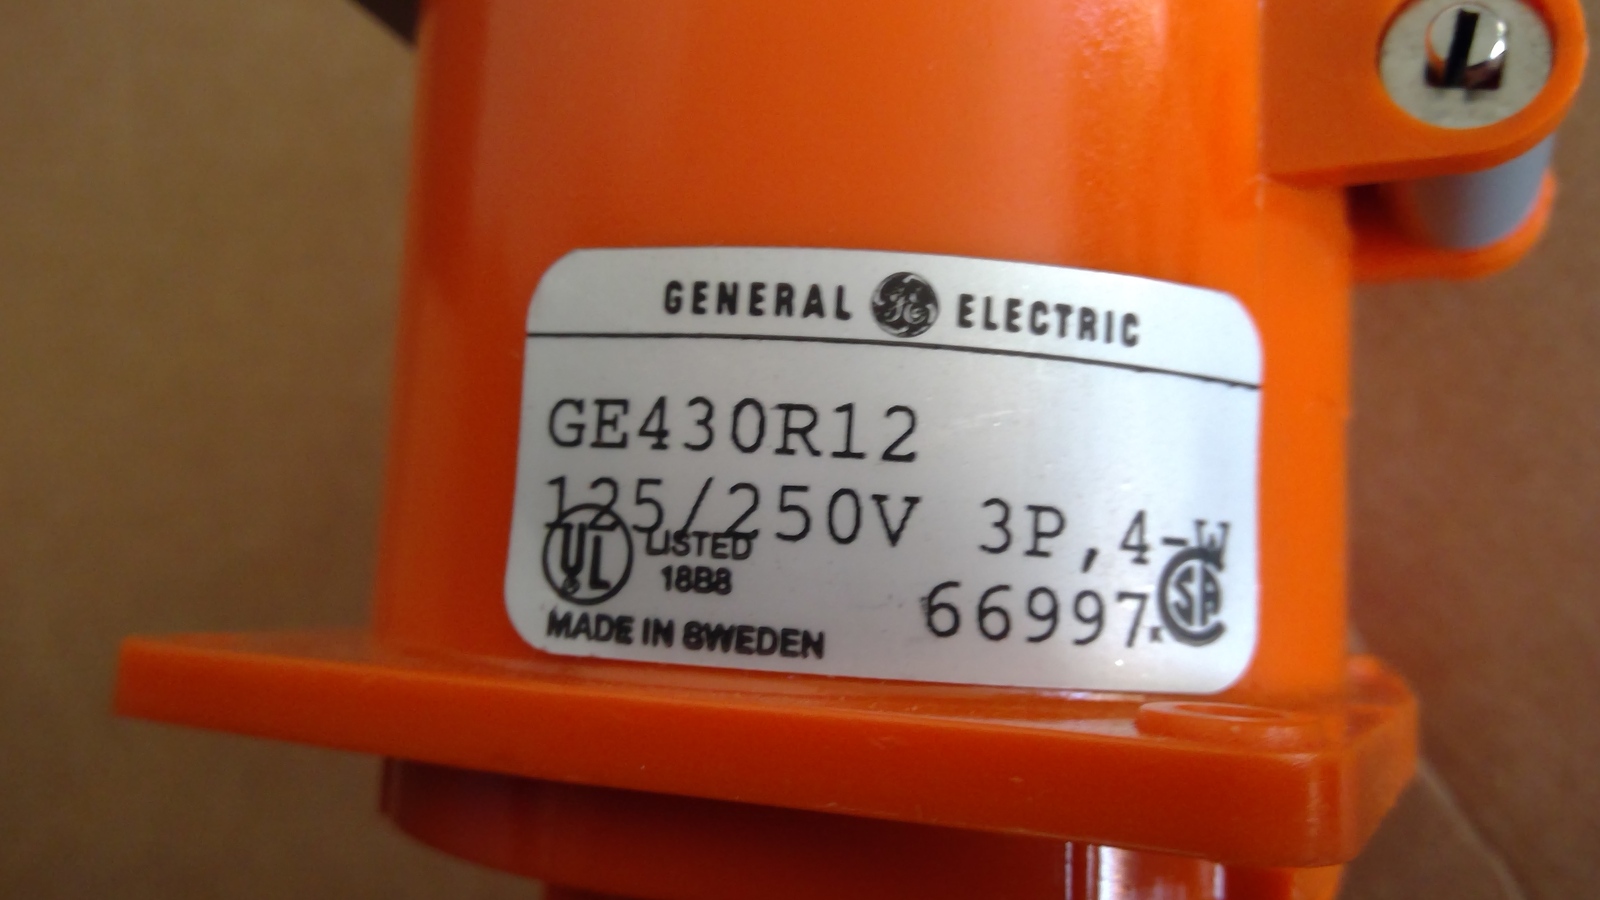 GENERAL GE ELECTRIC
GE430R12
125/250V 3P,4-W
UL LISTED
18B8
66997 SA
MADE IN SWEDEN